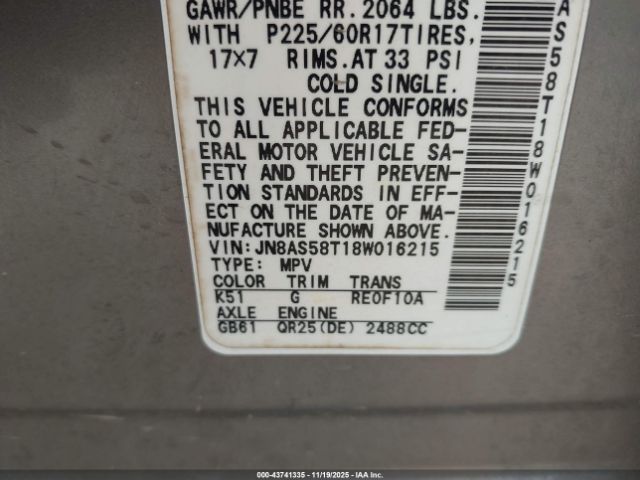 GAWR/PNBE RR. 2064 LBS.
WITH P225/60R17TIRES,
17x7 RIMS.AT 33 PSI
COLD SINGLE.
THIS VEHICLE CONFORMS
TO ALL APPLICABLE FED-
ERAL MOTOR VEHICLE SA-
FETY AND THEFT PREVEN-
TION STANDARDS IN EFF-
ECT ON THE DATE OF MA-
NUFACTURE SHOWN ABOVE.
VIN:JN8AS58T18W016215
TYPE: MPV
COLOR TRIM TRANS
K51 G RE0F10A
AXLE ENGINE
GB61 QR25(DE) 2488CC
AS58T18W016215
000-43741335 - 11/19/2025 - IAA Inc.